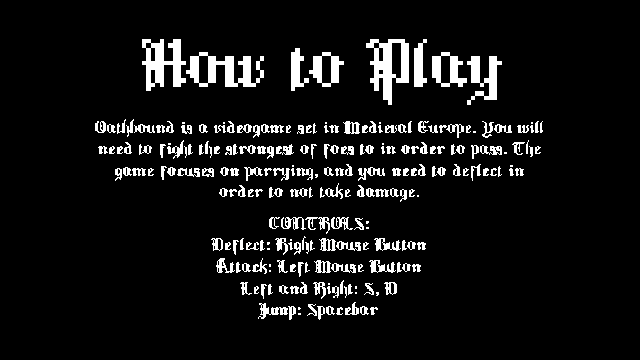 How to Play
Oathbound is a videogame set in Medieval Europe. You will
need to fight the strongest of foes to in order to pass. The
game focuses on parrying, and you need to deflect in
order to not take damage.
CONTROLS:
Deflect: Right Mouse Button
Attack: Left Mouse Button
Left and Right: S, D
Jump: Spacebar